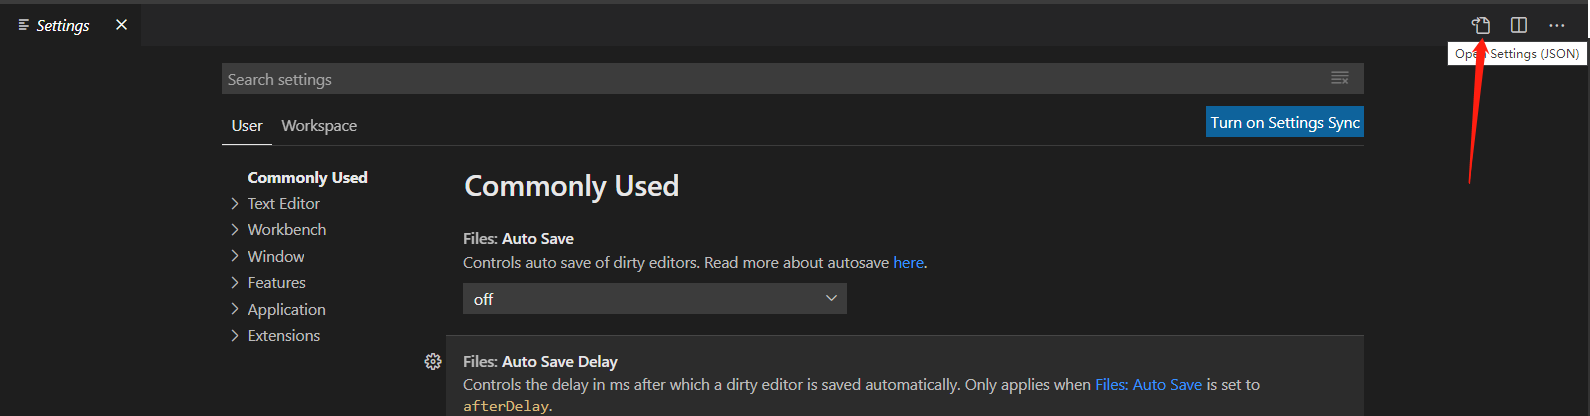 Settings
Open Settings (JSON)
Search settings
User Workspace
Turn on Settings Sync
Commonly Used
Text Editor
Workbench
Window
Features
Application
Extensions
Commonly Used
Files: Auto Save
Controls auto save of dirty editors. Read more about autosave here.
off
Files: Auto Save Delay
Controls the delay in ms after which a dirty editor is saved automatically. Only applies when Files: Auto Save is set to
afterDelay.